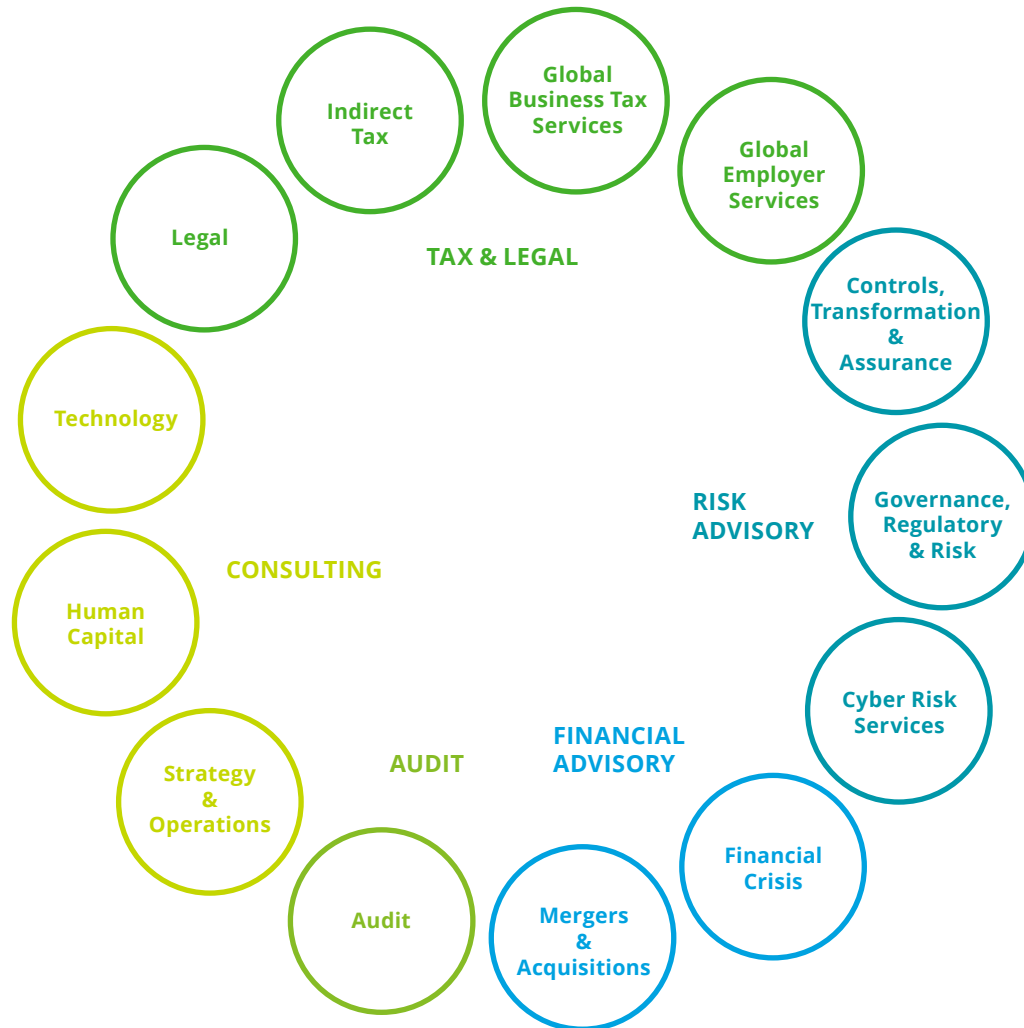 Global
Business Tax
Services
Indirect
Tax
Global
Employer
Services
Legal
TAX & LEGAL
Controls,
Transformation
&
Assurance
Technology
RISK
ADVISORY
Governance,
Regulatory
& Risk
CONSULTING
Human
Capital
Cyber Risk
Services
FINANCIAL
ADVISORY
AUDIT
Strategy
&
Operations
Financial
Crisis
Audit
Mergers
&
Acquisitions